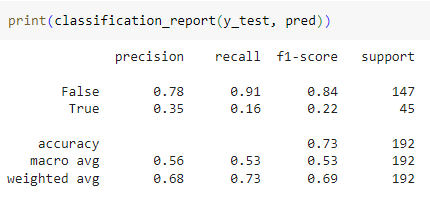 print(classification_report(y_test, pred))
precision recall f1-score support
False 0.78 0.91 0.84 147
True 0.35 0.16 0.22 45
accuracy 0.73 192
macro avg 0.56 0.53 0.53 192
weighted avg 0.68 0.73 0.69 192